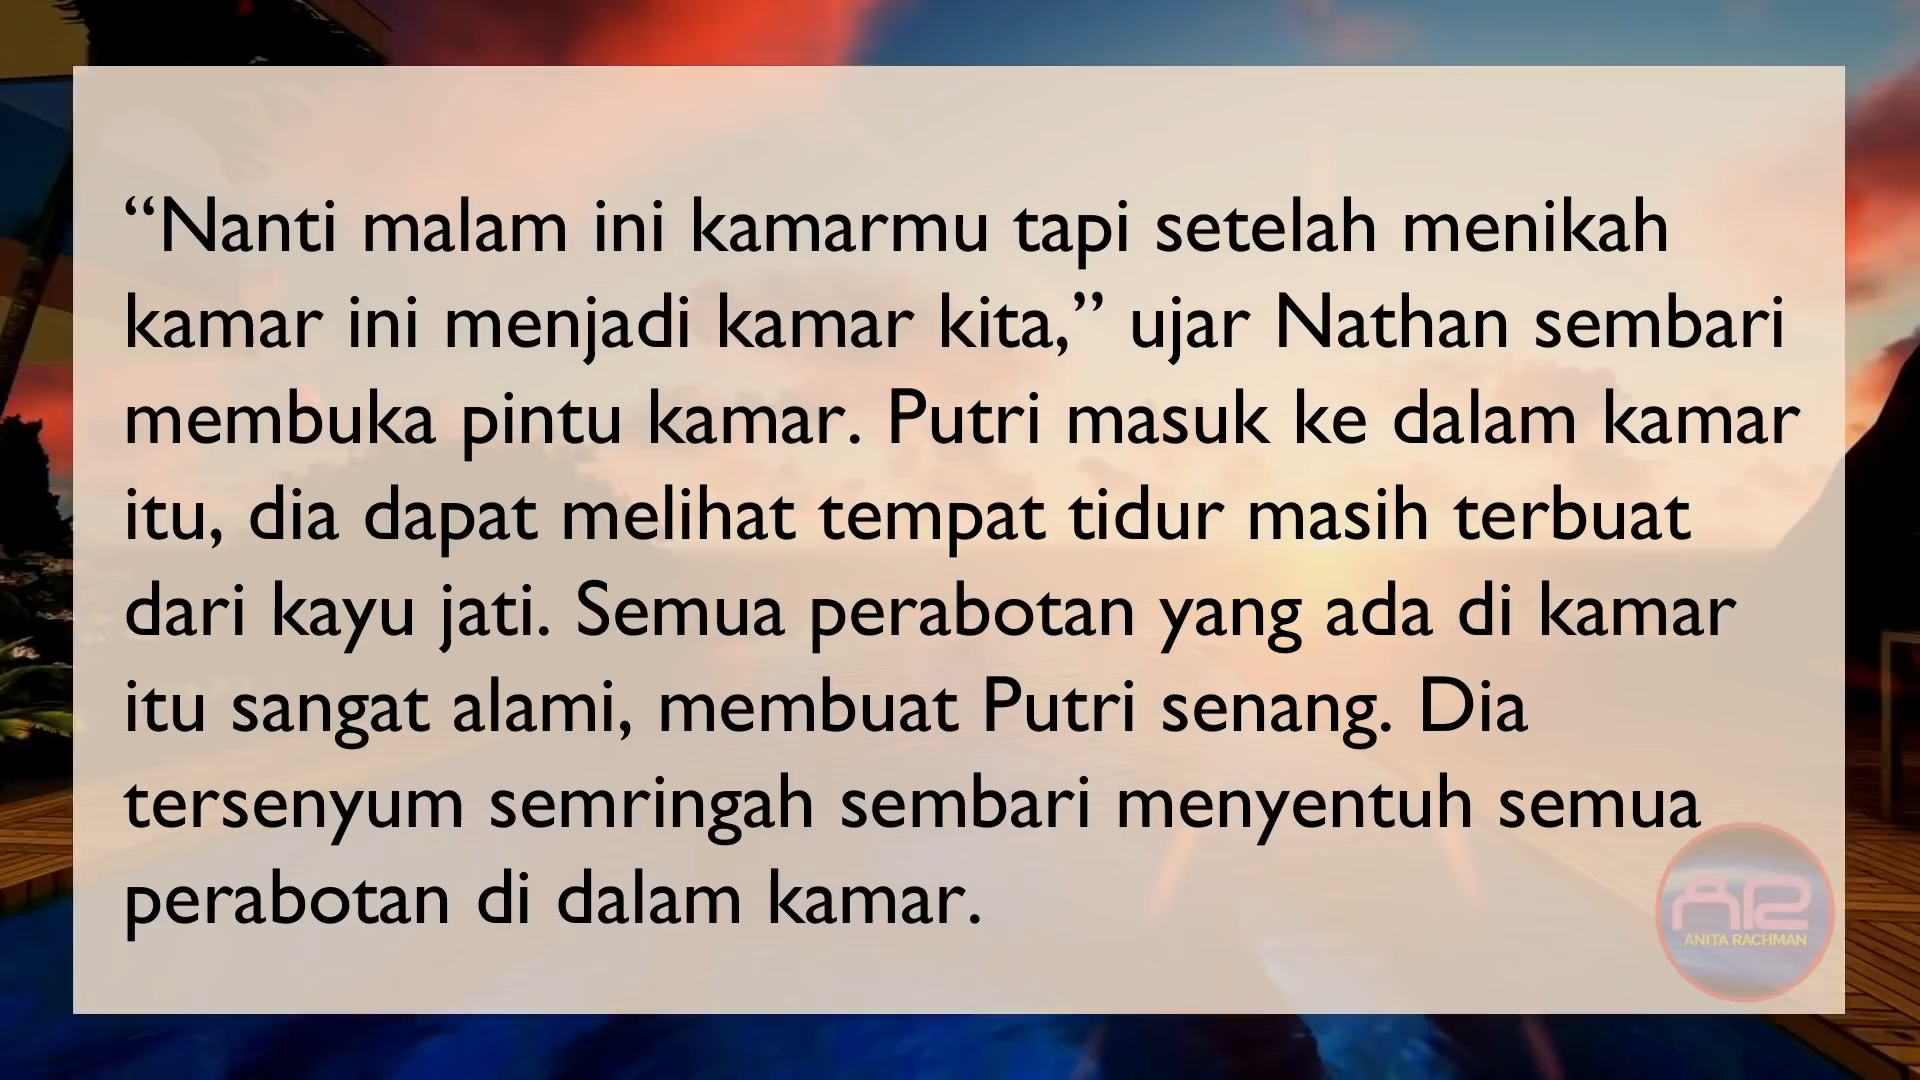 “Nanti malam ini kamarmu tapi setelah menikah
kamar ini menjadi kamar kita,” ujar Nathan sembari
membuka pintu kamar. Putri masuk ke dalam kamar
itu, dia dapat melihat tempat tidur masih terbuat
dari kayu jati. Semua perabotan yang ada di kamar
itu sangat alami, membuat Putri senang. Dia
tersenyum semringah sembari menyentuh semua
perabotan di dalam kamar.
AR
ANITA RACHMAN